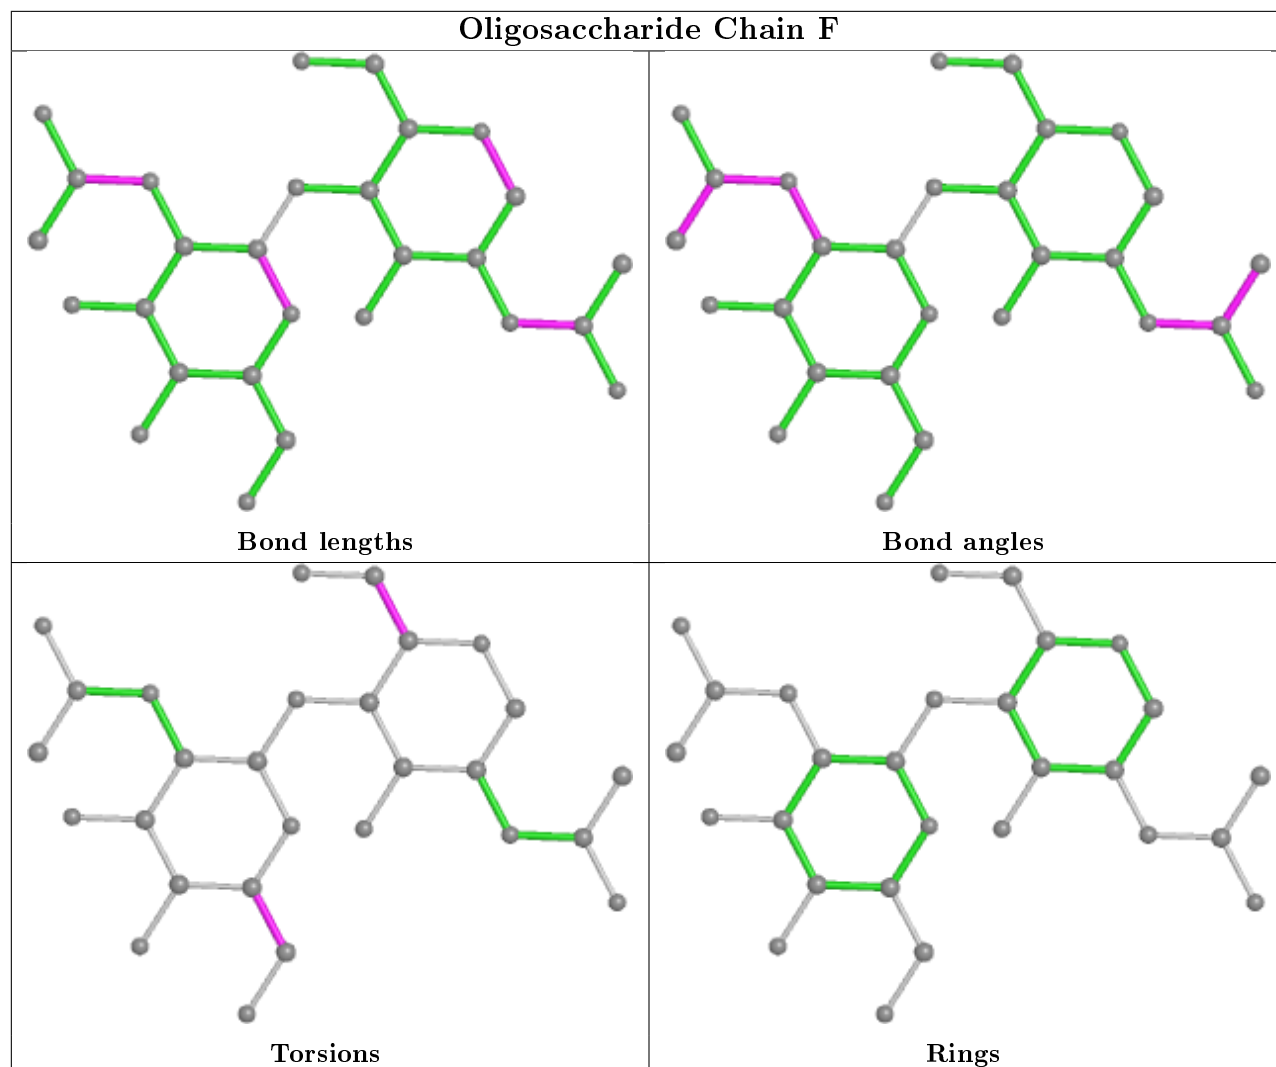 Oligosaccharide Chain F
Bond lengths
Bond angles
Torsions
Rings